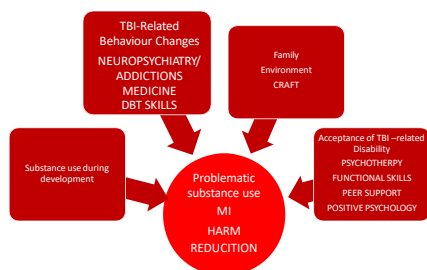 TBI-Related
Behaviour Changes
NEUROPSYCHIATRY/
ADDICTIONS
MEDICINE
DBT SKILLS
Family
Environment
CRAFT
Substance use during
development
Acceptance of TBI –related
Disability
PSYCHOTHERPY
FUNCTIONAL SKILLS
PEER SUPPORT
POSITIVE PSYCHOLOGY
Problematic
substance use
MI
HARM
REDUCITION